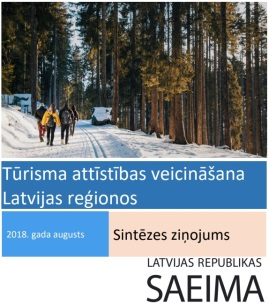 Tūrisma attīstības veicināšana
Latvijas reģionos
2018. gada augusts
Sintēzes ziņojums
LATVIJAS REPUBLIKAS
SAEIMA